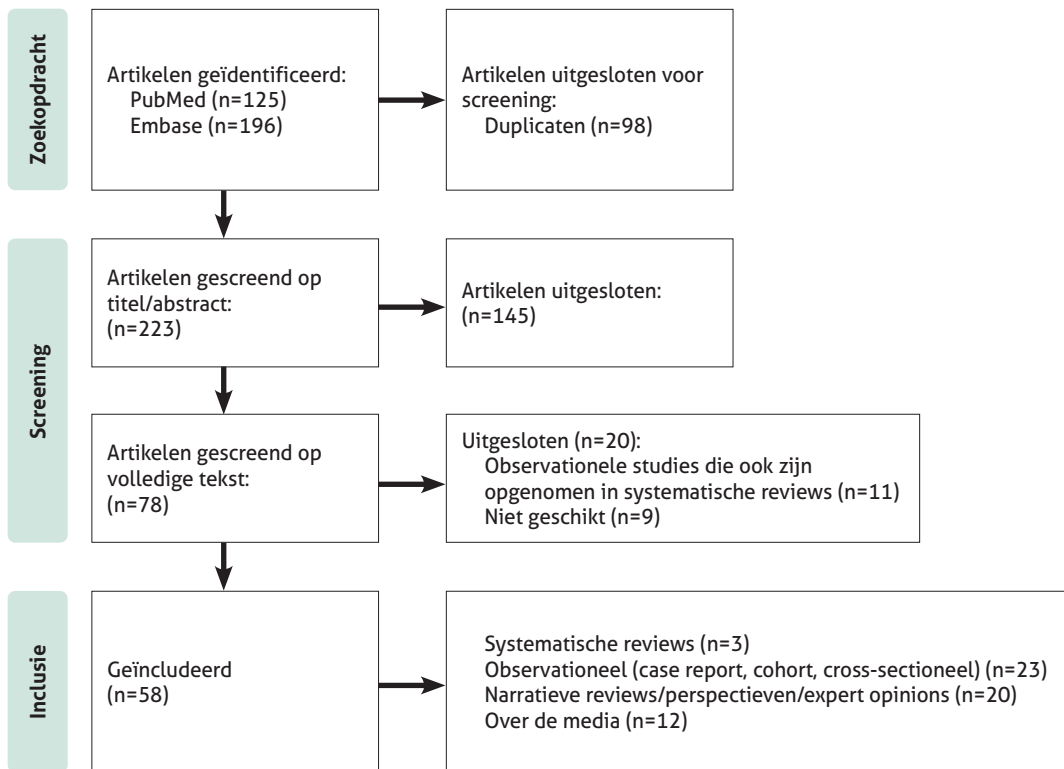 Zoekopdracht
Artikelen geïdentificeerd:
PubMed (n=125)
Embase (n=196)
Artikelen uitgesloten voor
screening:
Duplicaten (n=98)
Screening
Artikelen gescreend op
titel/abstract:
(n=223)
Artikelen uitgesloten:
(n=145)
Artikelen gescreend op
volledige tekst:
(n=78)
Uitgesloten (n=20):
Observationele studies die ook zijn
opgenomen in systematische reviews (n=11)
Niet geschikt (n=9)
Inclusie
Geïncludeerd
(n=58)
Systematische reviews (n=3)
Observationeel (case report, cohort, cross-sectioneel) (n=23)
Narratieve reviews/perspectieven/expert opinions (n=20)
Over de media (n=12)